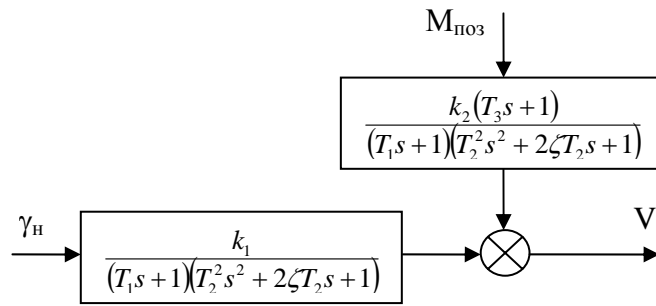 M_поз
k_2(T_3s+1)
(T_1s+1)(T_2^2s^2+2ζT_2s+1)
γ_н
k_1
(T_1s+1)(T_2^2s^2+2ζT_2s+1)
V